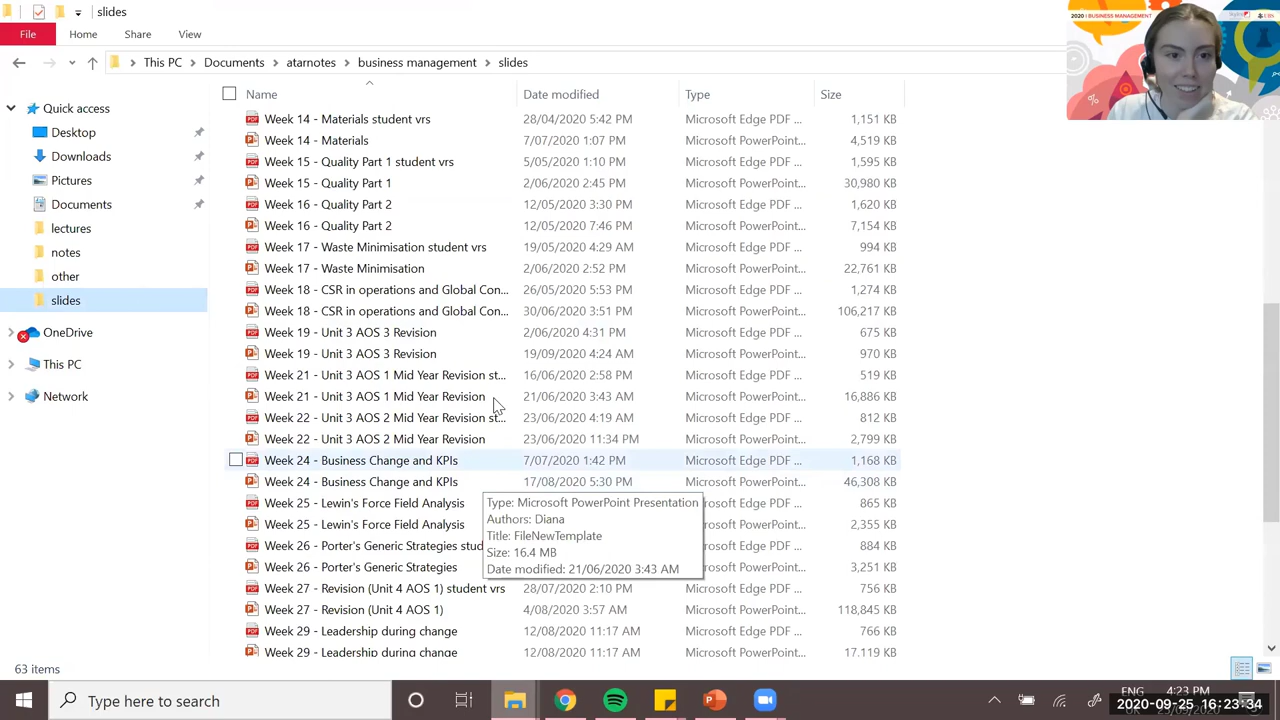 slides
File Home Share View
This PC Documents atarnotes business management slides
Name Date modified Type Size
Quick access
Desktop
Downloads
Pictures
Documents
lectures
notes
other
slides
OneDrive
This PC
Network
Week 14 - Materials student vrs 28/04/2020 5:42 PM Microsoft Edge PDF ... 1,151 KB
Week 14 - Materials 7/07/2020 1:07 PM Microsoft PowerPoint... 4,519 KB
Week 15 - Quality Part 1 student vrs 5/05/2020 1:10 PM Microsoft Edge PDF ... 1,595 KB
Week 15 - Quality Part 1 2/06/2020 2:45 PM Microsoft PowerPoint... 30,980 KB
Week 16 - Quality Part 2 12/05/2020 3:30 PM Microsoft Edge PDF ... 1,620 KB
Week 16 - Quality Part 2 12/05/2020 7:46 PM Microsoft PowerPoint... 7,154 KB
Week 17 - Waste Minimisation student vrs 19/05/2020 4:29 AM Microsoft Edge PDF ... 994 KB
Week 17 - Waste Minimisation 2/06/2020 2:52 PM Microsoft PowerPoint... 22,761 KB
Week 18 - CSR in operations and Global Con... 26/05/2020 5:53 PM Microsoft Edge PDF ... 1,274 KB
Week 18 - CSR in operations and Global Con... 30/06/2020 3:51 PM Microsoft PowerPoint... 106,217 KB
Week 19 - Unit 3 AOS 3 Revision 2/06/2020 4:31 PM Microsoft Edge PDF ... 675 KB
Week 19 - Unit 3 AOS 3 Revision 19/09/2020 4:24 AM Microsoft PowerPoint... 970 KB
Week 21 - Unit 3 AOS 1 Mid Year Revision st... 16/06/2020 2:58 PM Microsoft Edge PDF ... 519 KB
Week 21 - Unit 3 AOS 1 Mid Year Revision 21/06/2020 3:43 AM Microsoft PowerPoint... 16,886 KB
Week 22 - Unit 3 AOS 2 Mid Year Revision st... 21/06/2020 4:19 AM Microsoft Edge PDF ... 812 KB
Week 22 - Unit 3 AOS 2 Mid Year Revision 23/06/2020 11:34 PM Microsoft PowerPoint... 2,799 KB
Week 24 - Business Change and KPIs 7/07/2020 1:42 PM Microsoft Edge PDF ... 1,168 KB
Week 24 - Business Change and KPIs 17/08/2020 5:30 PM Microsoft PowerPoint... 46,308 KB
Week 25 - Lewin's Force Field Analysis 865 KB
Week 25 - Lewin's Force Field Analysis 2,355 KB
Week 26 - Porter's Generic Strategies stud 884 KB
Week 26 - Porter's Generic Strategies 3,251 KB
Type: Microsoft PowerPoint Presentation
Authors: Diana
Title: FileNewTemplate
Size: 16.4 MB
Date modified: 21/06/2020 3:43 AM
Week 27 - Revision (Unit 4 AOS 1) student vrs 28/07/2020 2:10 PM Microsoft Edge PDF ... 756 KB
Week 27 - Revision (Unit 4 AOS 1) 4/08/2020 3:57 AM Microsoft PowerPoint... 118,845 KB
Week 29 - Leadership during change 12/08/2020 11:17 AM Microsoft Edge PDF ... 766 KB
Week 29 - Leadership during change 12/08/2020 11:17 AM Microsoft PowerPoint... 17,119 KB
63 items
Type here to search
ENG 4:23 PM
2020-09-25 16:23:34
2020 | BUSINESS MANAGEMENT